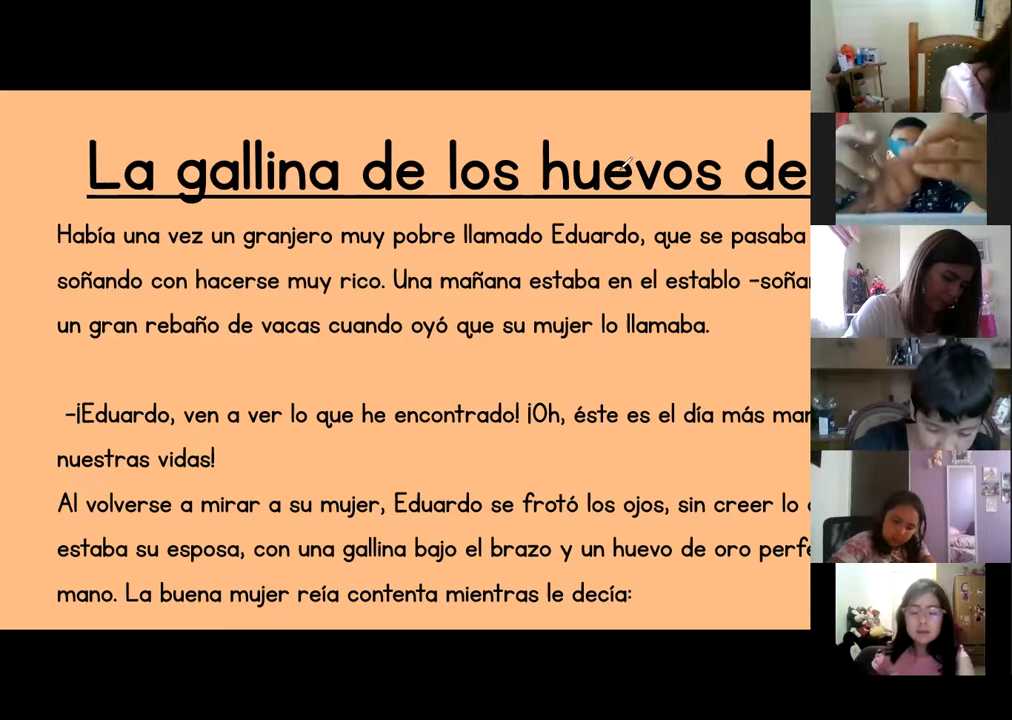 La gallina de los huevos de
Había una vez un granjero muy pobre llamado Eduardo, que se pasaba
soñando con hacerse muy rico. Una mañana estaba en el establo -soña
un gran rebaño de vacas cuando oyó que su mujer lo llamaba.
-¡Eduardo, ven a ver lo que he encontrado! ¡Oh, éste es el día más mar
nuestras vidas!
Al volverse a mirar a su mujer, Eduardo se frotó los ojos, sin creer lo
estaba su esposa, con una gallina bajo el brazo y un huevo de oro perfe
mano. La buena mujer reía contenta mientras le decía: